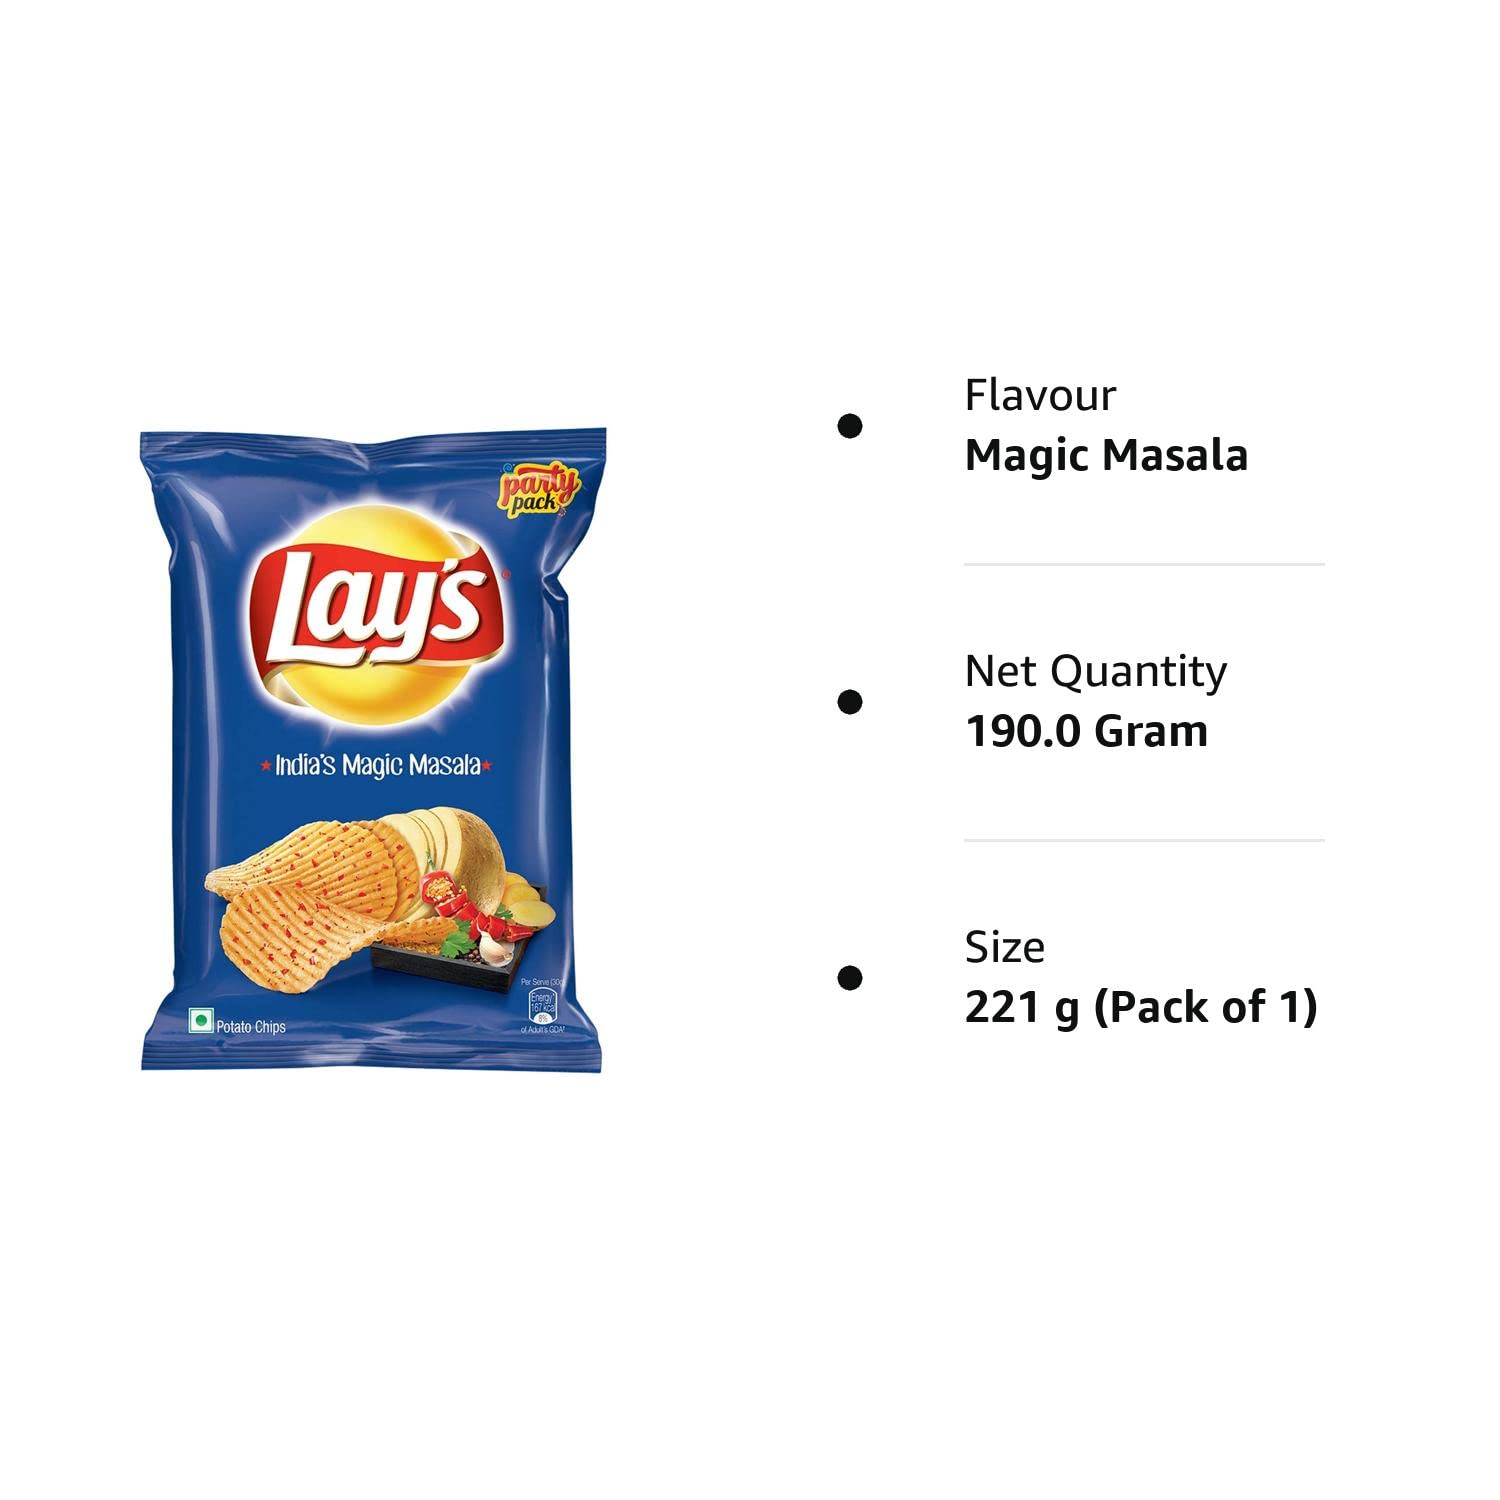 party
pack
Lay's
India's Magic Masala
Potato Chips
Per Serve (30g
Energy*
167 kcal
8%
of Adult's GDA†
Flavour
Magic Masala
Net Quantity
190.0 Gram
Size
221 g (Pack of 1)